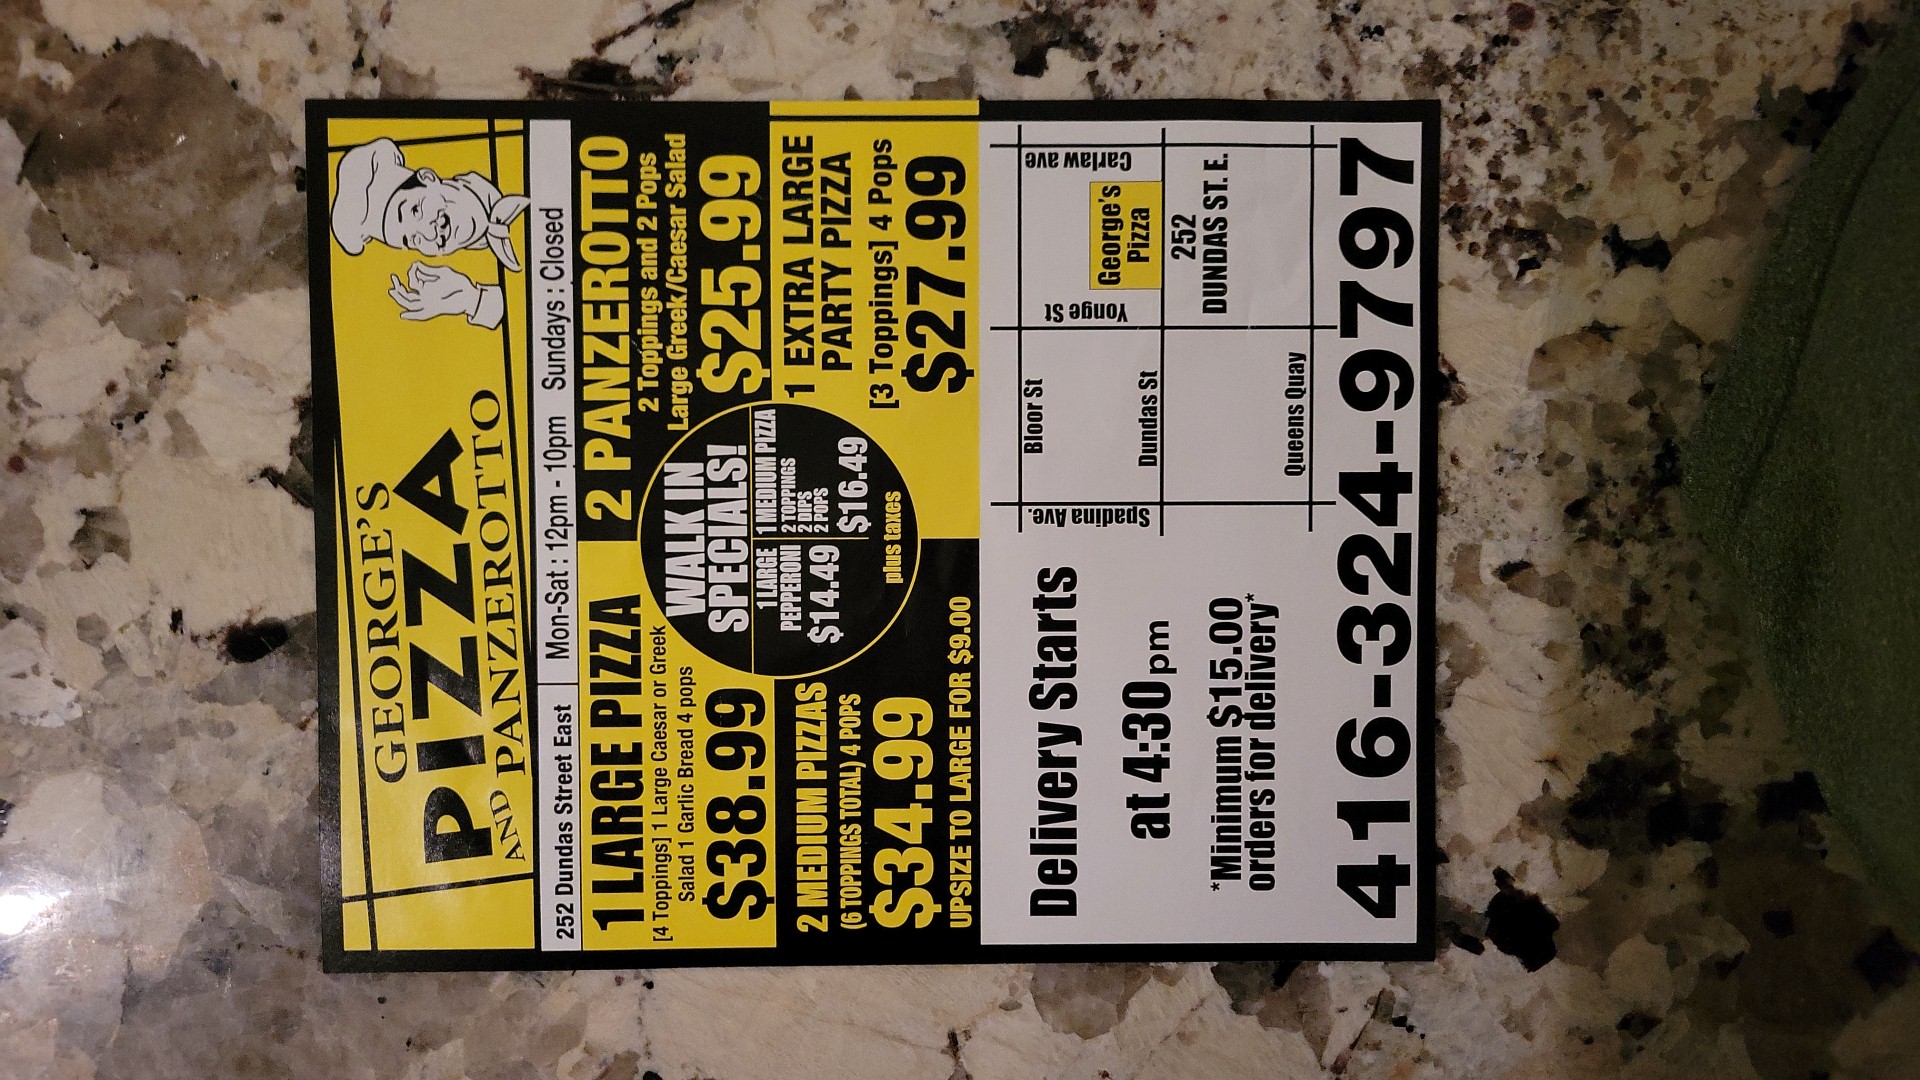 GEORGE'S
PIZZA
AND PANZEROTTO
252 Dundas Street East
Mon-Sat : 12pm - 10pm
Sundays : Closed
1 LARGE PIZZA
[4 Toppings] 1 Large Caesar or Greek
Salad 1 Garlic Bread 4 pops
$38.99
2 PANZEROTTO
2 Toppings and 2 Pops
Large Greek/Caesar Salad
$25.99
WALK IN
SPECIALS!
1 LARGE
PEPPERONI
$14.49
1 MEDIUM PIZZA
2 TOPPINGS
2 DIPS
2 POPS
$16.49
plus taxes
2 MEDIUM PIZZAS
(6 TOPPINGS TOTAL) 4 POPS
$34.99
UPSIZE TO LARGE FOR $9.00
1 EXTRA LARGE
PARTY PIZZA
[3 Toppings] 4 Pops
$27.99
Delivery Starts
at 4:30pm
*Minimum $15.00
orders for delivery*
Spadina Ave.
Bloor St
Dundas St
Queens Quay
Yonge St
Carlaw ave
George's
Pizza
252
DUNDAS ST. E.
416-324-9797